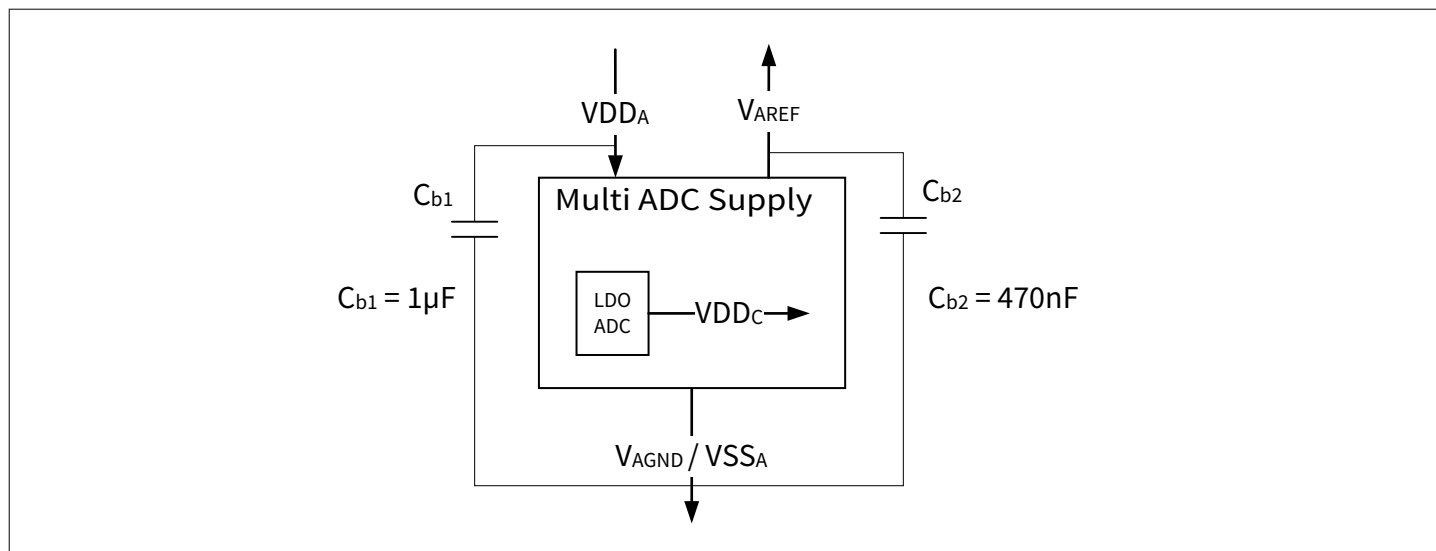 VDDA
VAREF
Cb1
Multi ADC Supply
Cb2
Cb1 = 1µF
LDO
ADC
VDDC
Cb2 = 470nF
VAGND / VSSA